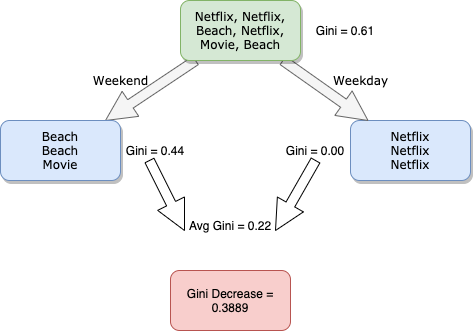 Netflix, Netflix,
Beach, Netflix,
Movie, Beach
Gini = 0.61
Weekend
Weekday
Beach
Beach
Movie
Gini = 0.44
Gini = 0.00
Netflix
Netflix
Netflix
Avg Gini = 0.22
Gini Decrease =
0.3889